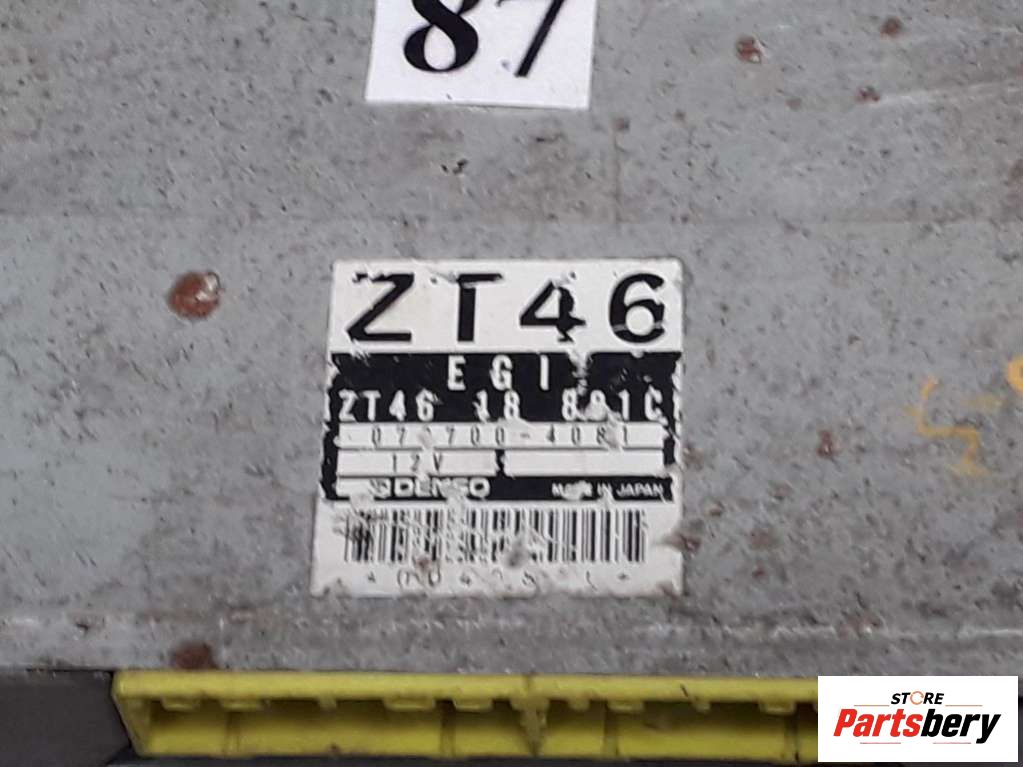 87
ZT46
EGI
ZT46 18 881C
12V
DENSO MADE IN JAPAN
STORE
Partsbery